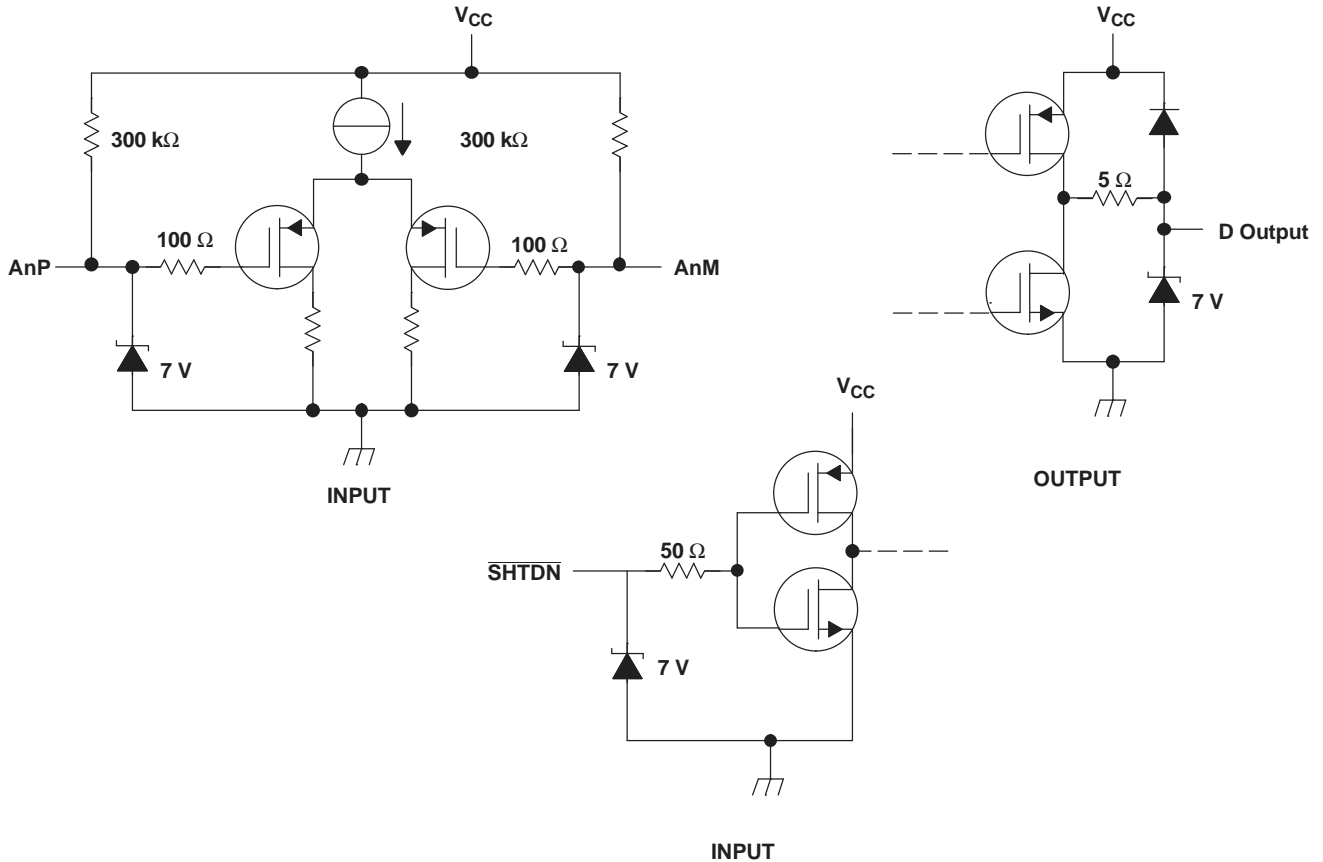 VCC
300 kΩ
300 kΩ
100 Ω
100 Ω
AnP
AnM
7 V
7 V
INPUT
VCC
5 Ω
D Output
7 V
OUTPUT
VCC
50 Ω
SHTDN
7 V
INPUT